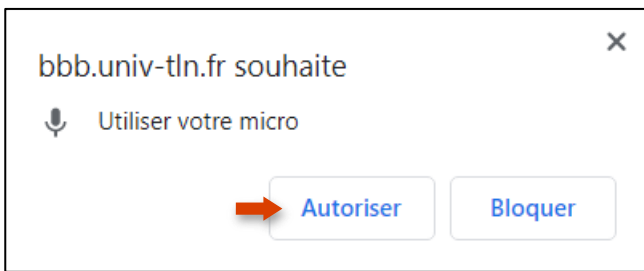 bbb.univ-tln.fr souhaite
Utiliser votre micro
Autoriser Bloquer